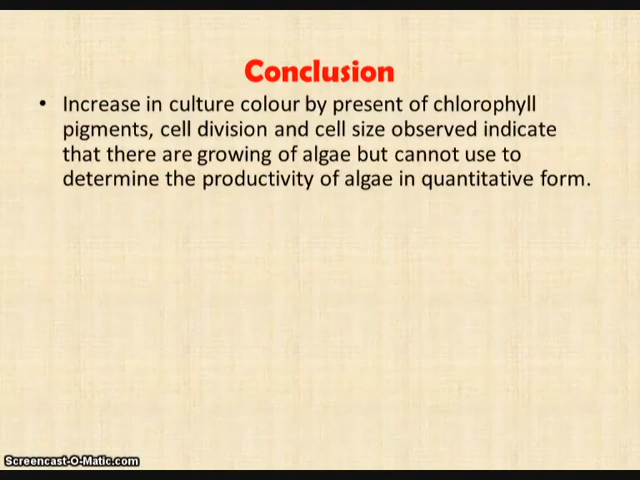 Conclusion
• Increase in culture colour by present of chlorophyll
pigments, cell division and cell size observed indicate
that there are growing of algae but cannot use to
determine the productivity of algae in quantitative form.
Screencast-O-Matic.com